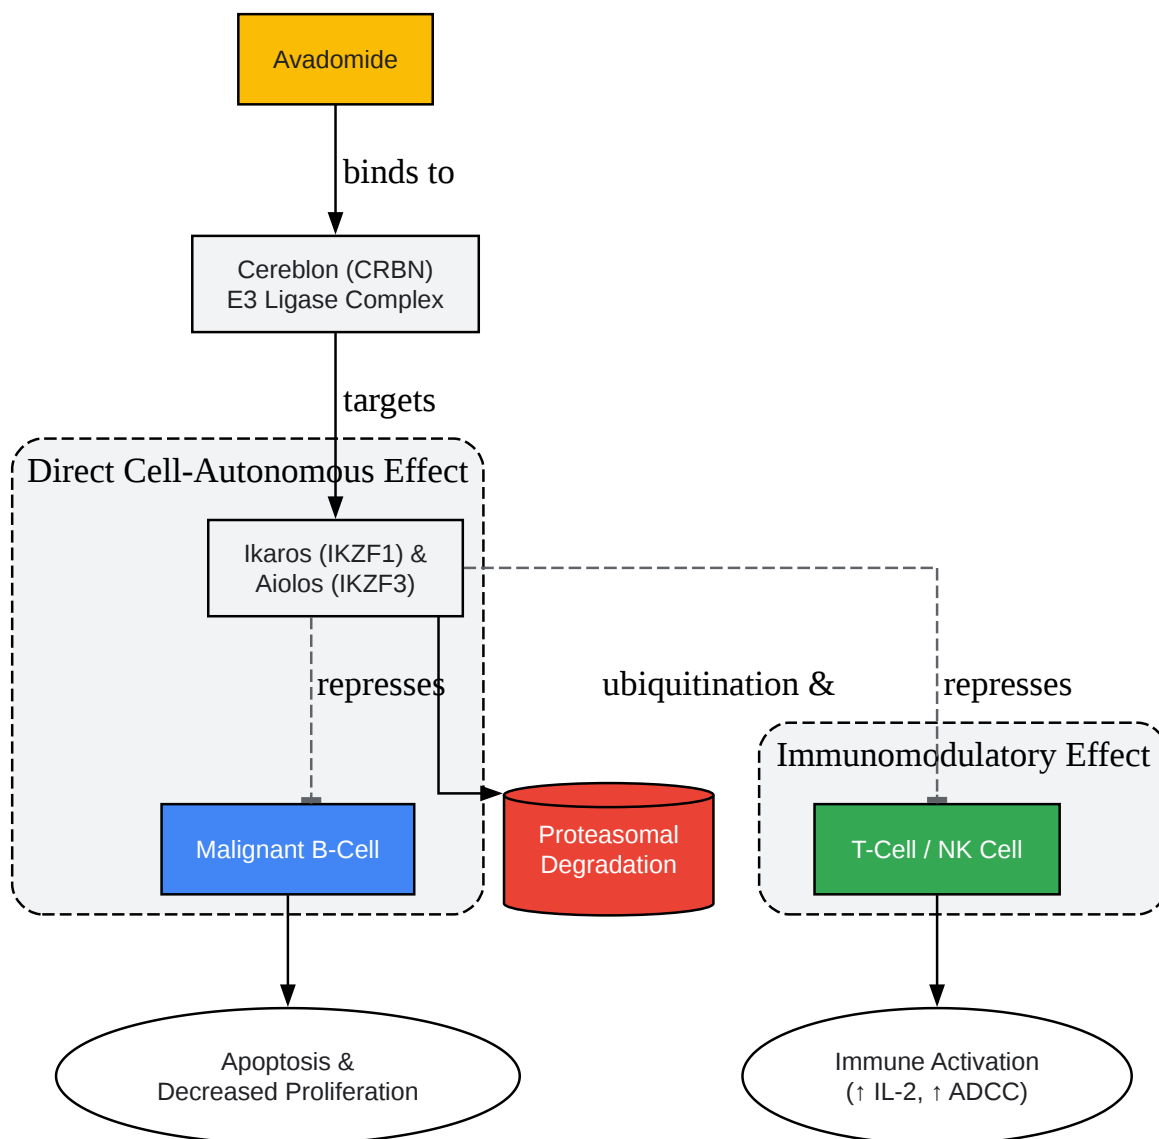 Avadomide
binds to
Cereblon (CRBN)
E3 Ligase Complex
targets
Direct Cell-Autonomous Effect
Ikaros (IKZF1) &
Aiolos (IKZF3)
represses
ubiquitination &
represses
Immunomodulatory Effect
Malignant B-Cell
Proteasomal
Degradation
T-Cell / NK Cell
Apoptosis &
Decreased Proliferation
Immune Activation
(↑ IL-2, ↑ ADCC)